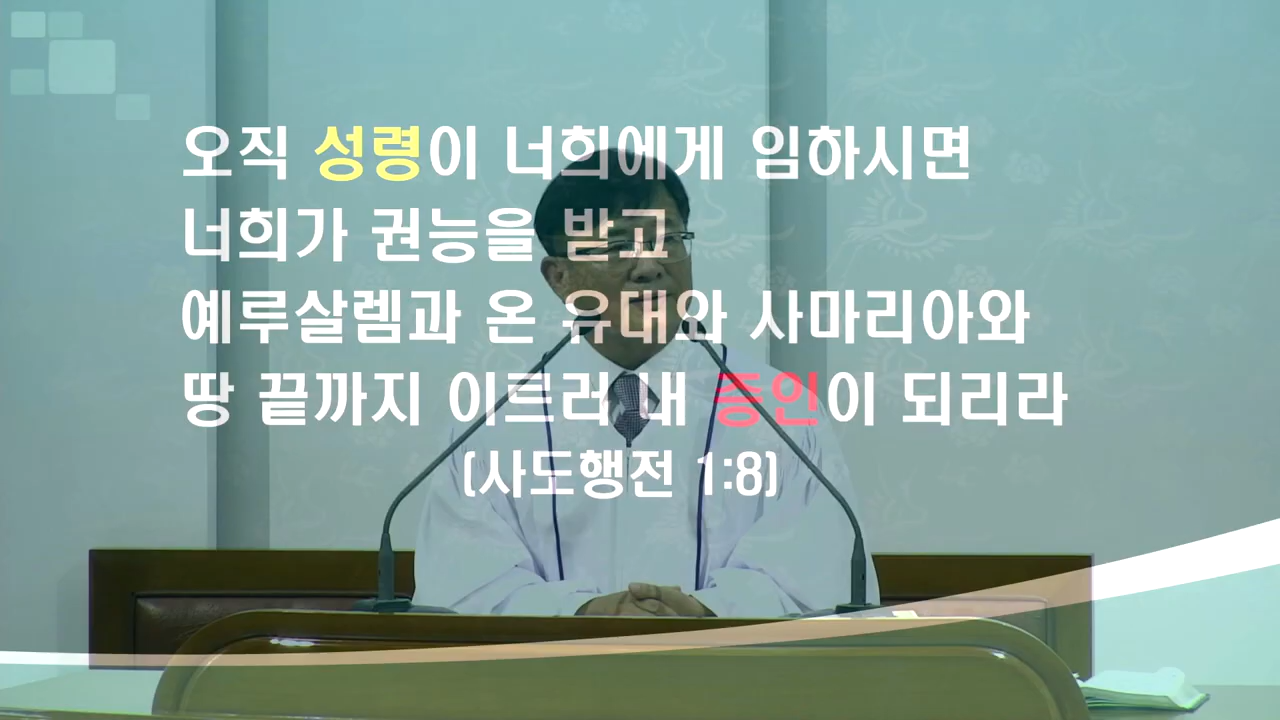 오직 성령이 너희에게 임하시면
너희가 권능을 받고
예루살렘과 온 유대와 사마리아와
땅 끝까지 이르러 내 증인이 되리라
(사도행전 1:8)